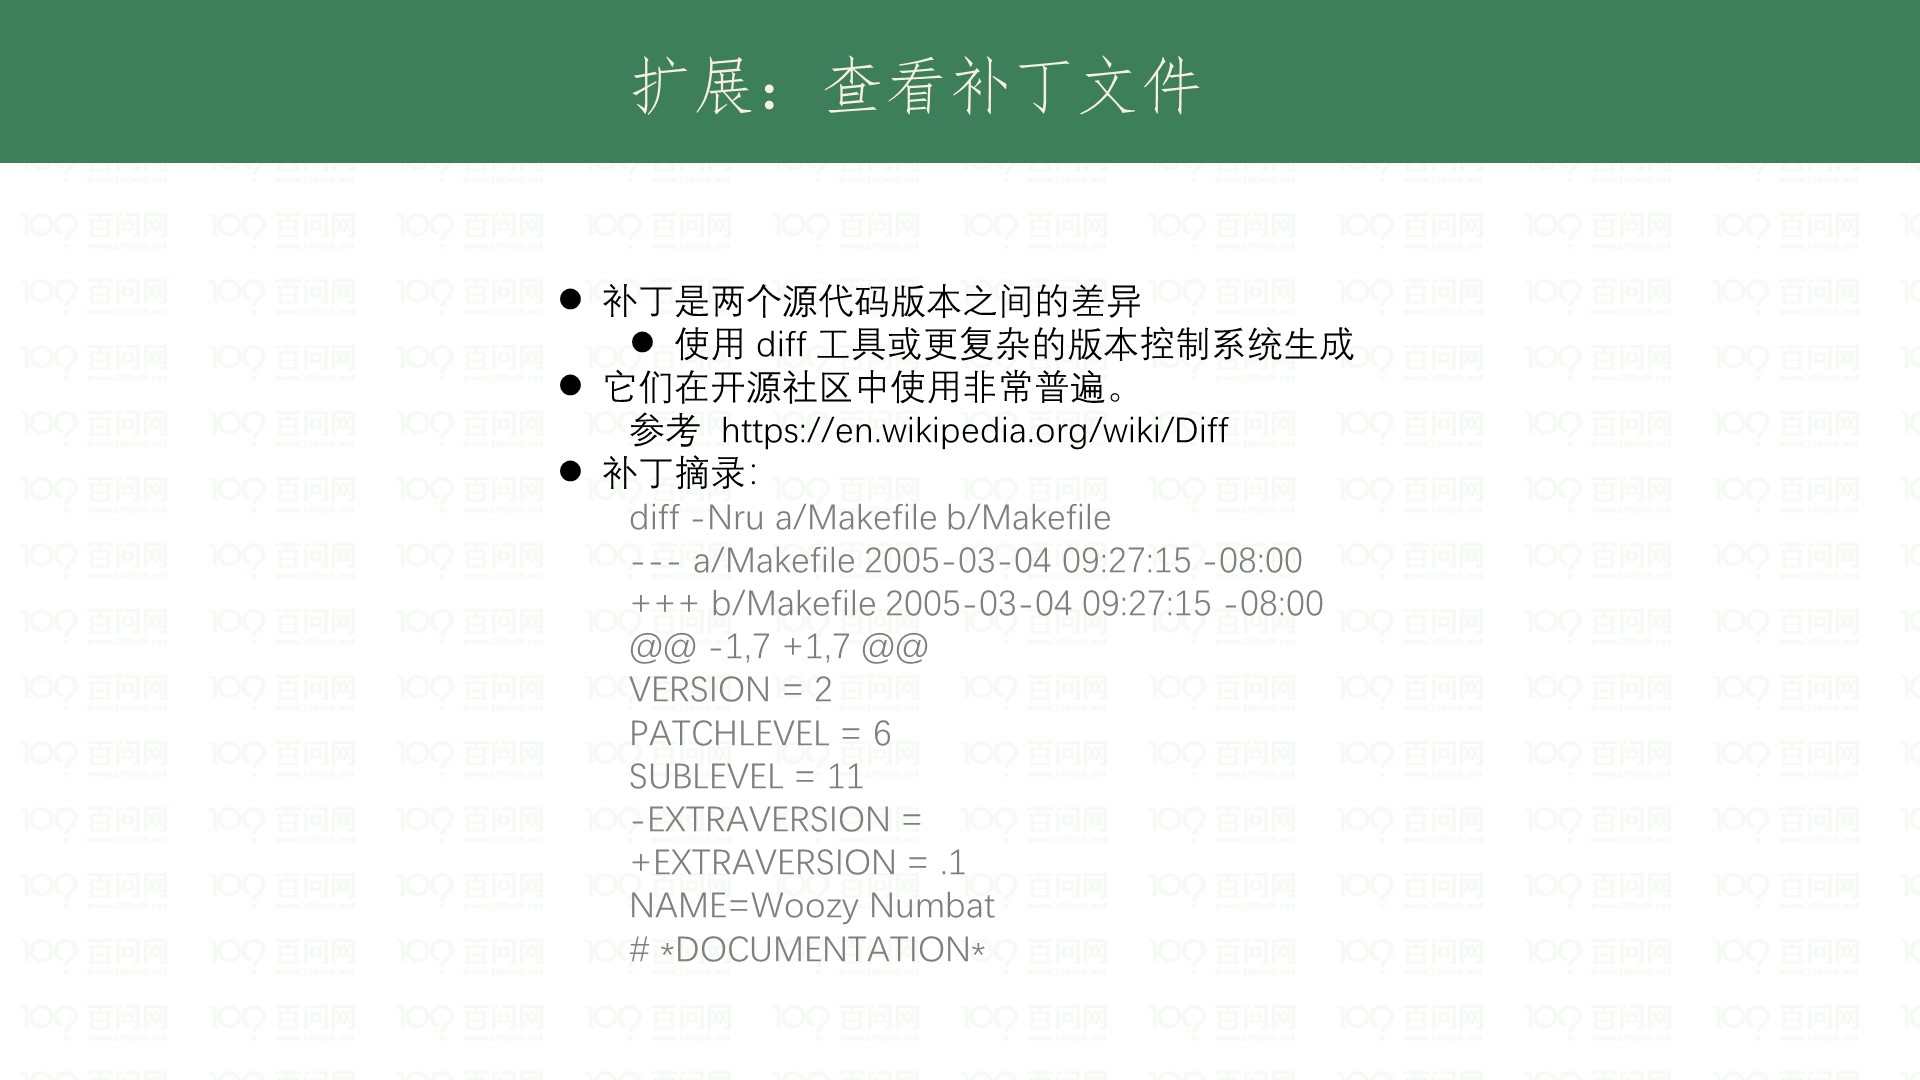 扩展：查看补丁文件
● 补丁是两个源代码版本之间的差异
● 使用 diff 工具或更复杂的版本控制系统生成
● 它们在开源社区中使用非常普遍。
参考 https://en.wikipedia.org/wiki/Diff
● 补丁摘录：
diff -Nru a/Makefile b/Makefile
--- a/Makefile 2005-03-04 09:27:15 -08:00
+++ b/Makefile 2005-03-04 09:27:15 -08:00
@@ -1,7 +1,7 @@
VERSION = 2
PATCHLEVEL = 6
SUBLEVEL = 11
-EXTRAVERSION =
+EXTRAVERSION = .1
NAME=Woozy Numbat
# *DOCUMENTATION*